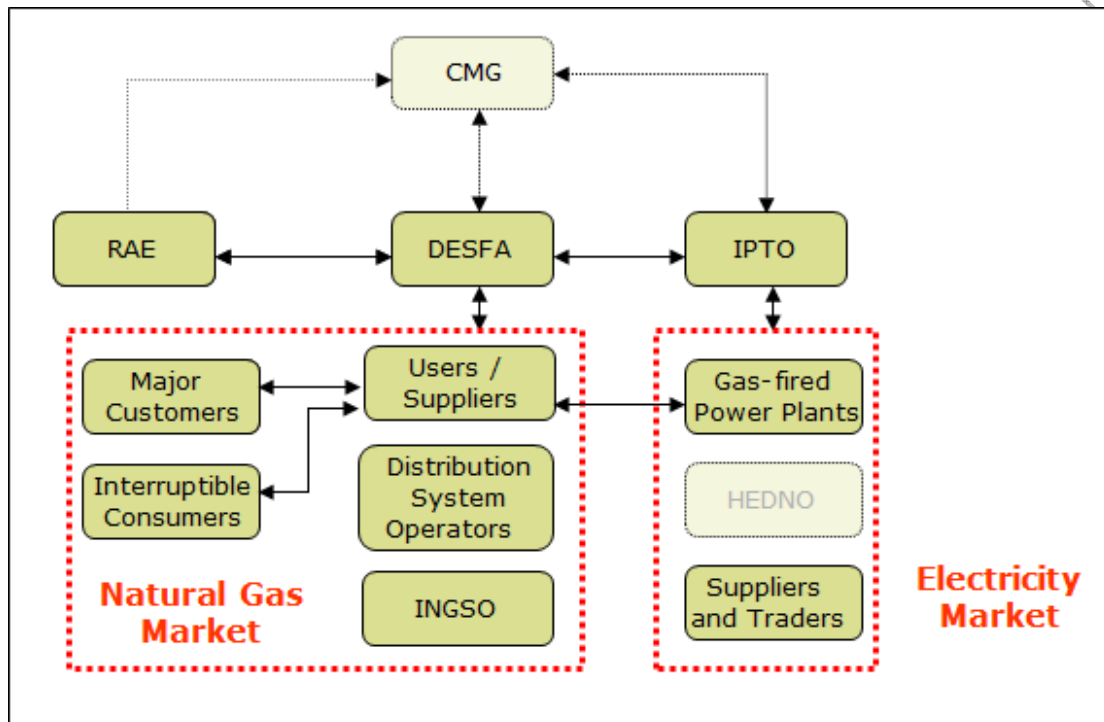 CMG
RAE
DESFA
IPTO
Major
Customers
Users /
Suppliers
Interruptible
Consumers
Distribution
System
Operators
INGSO
Natural Gas
Market
Gas-fired
Power Plants
HEDNO
Suppliers
and Traders
Electricity
Market